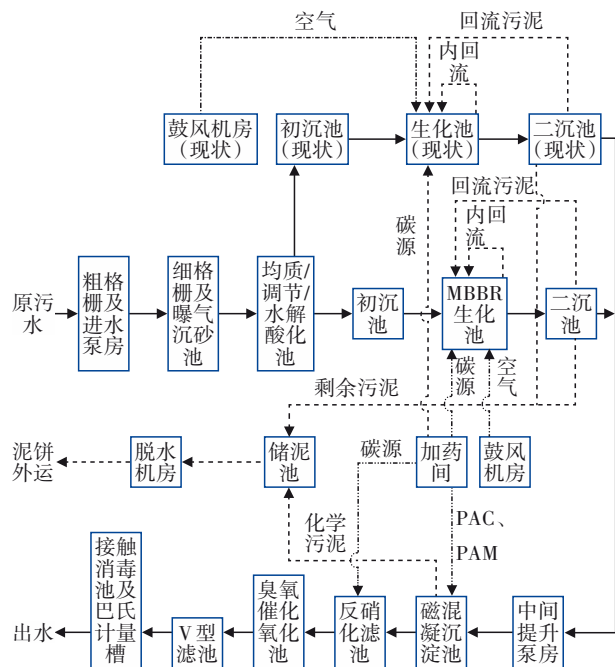 空气
回流污泥
内回
流
鼓风机房
（现状）
初沉池
（现状）
生化池
（现状）
二沉池
（现状）
碳
源
回流污泥
内回
流
原污
水
粗格
栅及
进水
泵房
细格
栅及
曝气
沉砂
池
均质/
调节/
水解
酸化
池
初沉
池
MBBR
生化
池
二沉
池
碳
源
空
气
剩余污泥
泥饼
外运
脱水
机房
储泥
池
碳源
加药
间
鼓风
机房
化学
污泥
PAC、
PAM
出水
接触
消毒
池及
巴氏
计量
槽
V型
滤池
臭氧
催化
氧化
池
反硝
化滤
池
磁混
凝沉
淀池
中间
提升
泵房